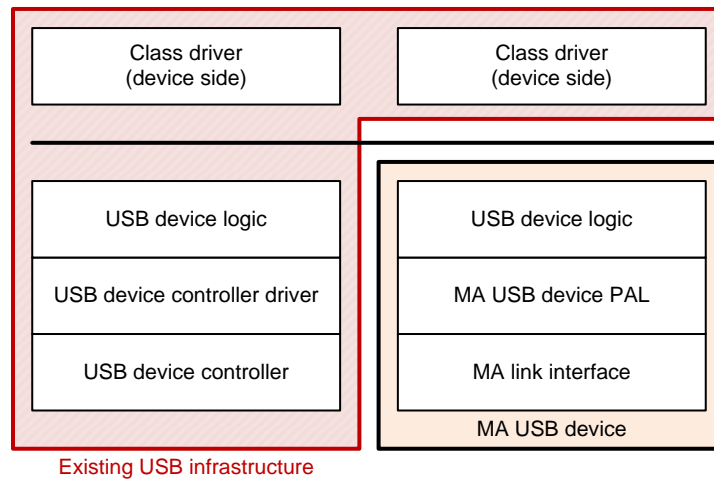 Class driver
(device side)
Class driver
(device side)
USB device logic
USB device controller driver
USB device controller
USB device logic
MA USB device PAL
MA link interface
MA USB device
Existing USB infrastructure